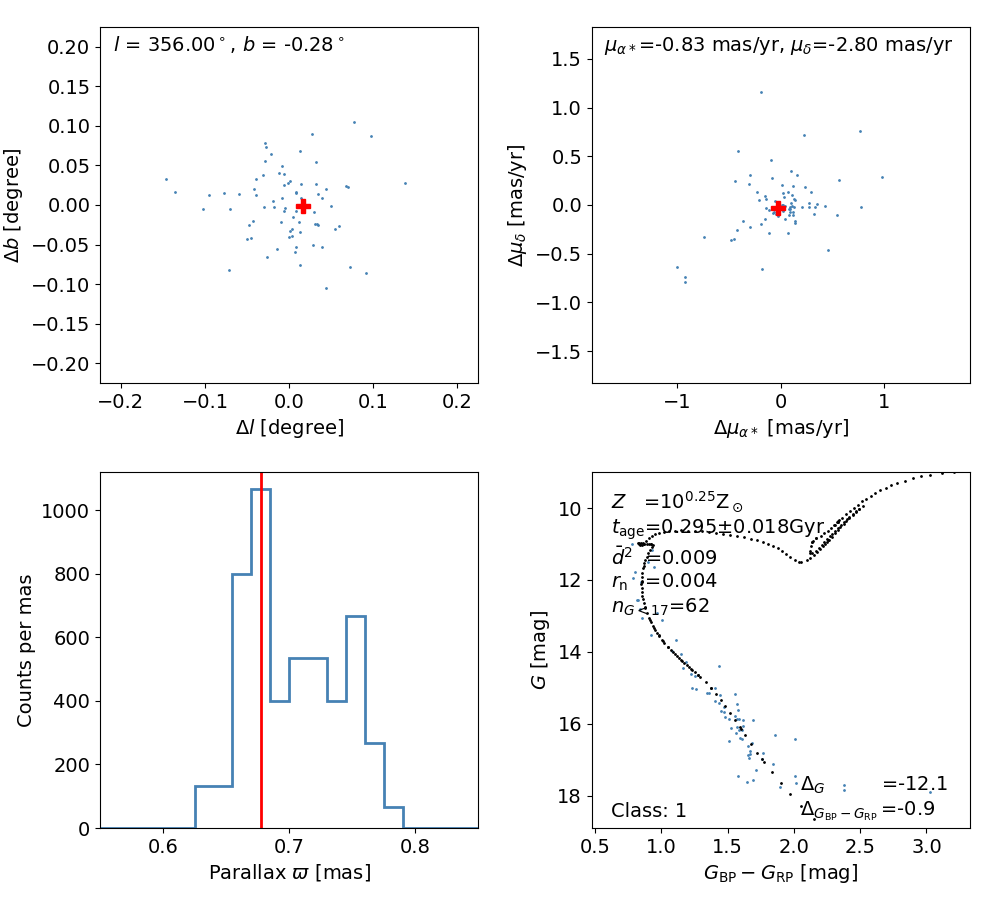 l = 356.00°, b = -0.28°
0.20
0.15
0.10
0.05
0.00
−0.05
−0.10
−0.15
−0.20
−0.2 −0.1 0.0 0.1 0.2
Δl [degree]
Δb [degree]
μα*=-0.83 mas/yr, μδ=-2.80 mas/yr
1.5
1.0
0.5
0.0
−0.5
−1.0
−1.5
−1 0 1
Δμα* [mas/yr]
Δμδ [mas/yr]
1000
800
600
400
200
0
0.6 0.7 0.8
Parallax ϖ [mas]
Counts per mas
Z =10^0.25 Z⊙
t_age=0.295±0.018Gyr
d̄² =0.009
r_n =0.004
n_G<17=62
10
12
14
16
18
Δ_G =-12.1
Class: 1
Δ_G_BP−G_RP=-0.9
0.5 1.0 1.5 2.0 2.5 3.0
G_BP − G_RP [mag]
G [mag]